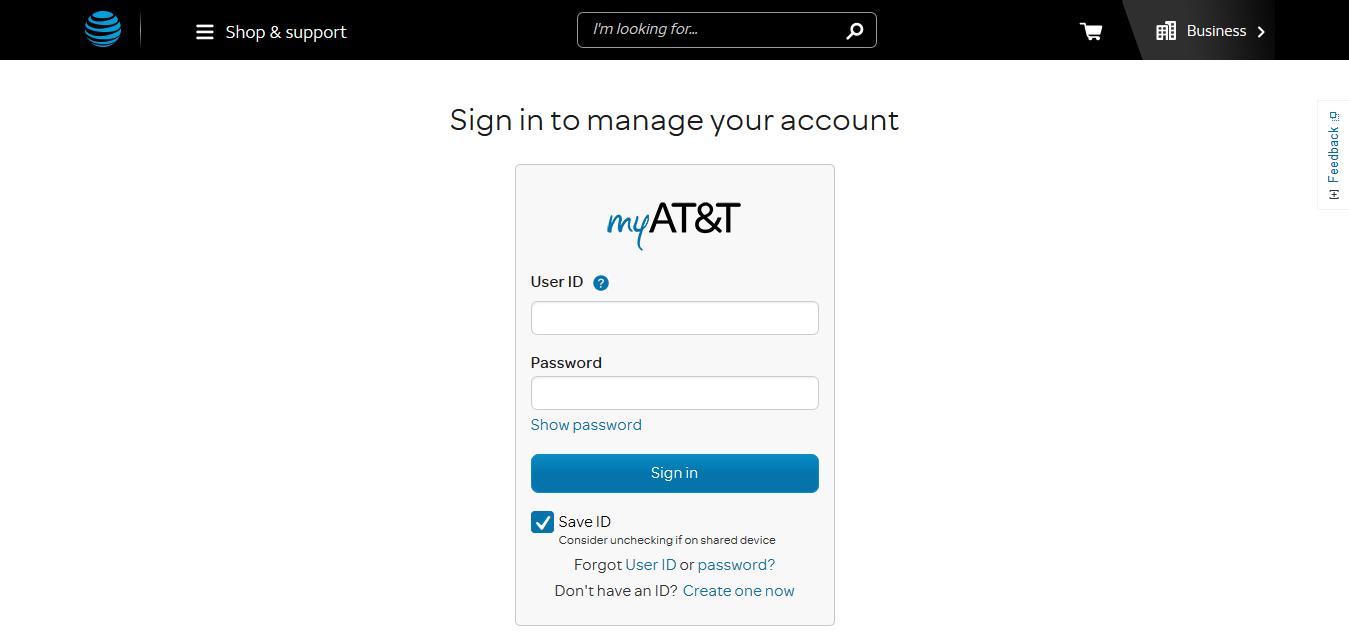 Shop & support
I'm looking for...
Business
Feedback
Sign in to manage your account
myAT&T
User ID ?
Password
Show password
Sign in
Save ID
Consider unchecking if on shared device
Forgot User ID or password?
Don't have an ID? Create one now